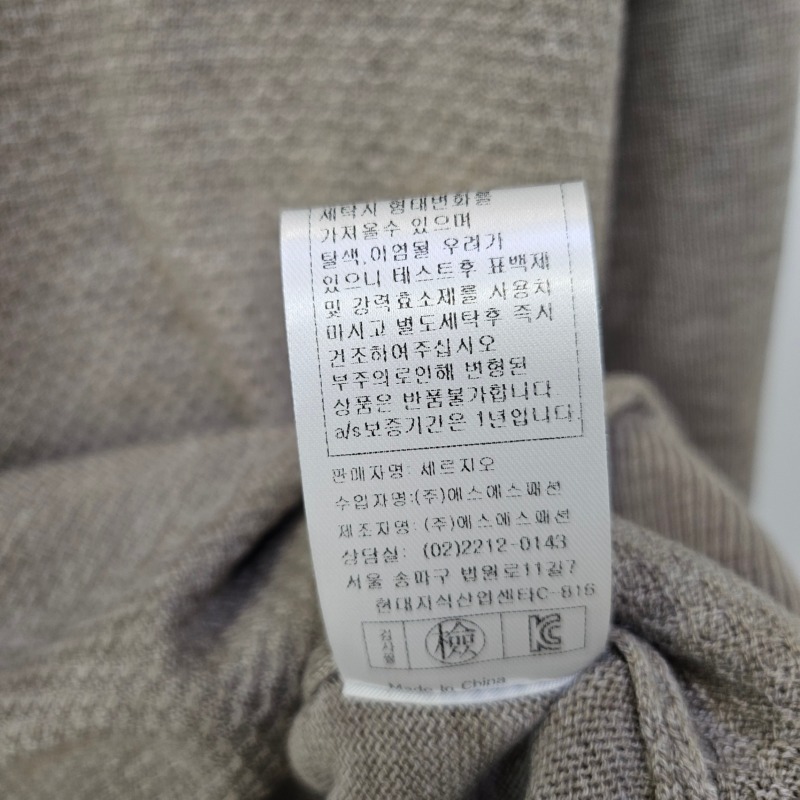 세탁시 형태변화를
가져올수 있으며
탈색,이염될 우려가
있으니 테스트후 표백제
및 강력효소제를 사용치
마시고 별도세탁후 즉시
건조하여주십시오
부주의로인해 변형된
상품은 반품불가합니다
a/s보증기간은 1년입니다.
판매자명: 세르지오
수입자명:(주)에스에스패션
제조자명: (주)에스에스패션
상담실: (02)2212-0143
서울 송파구 법원로11길7
현대지식산업센타C-816
검사필 檢 KC
Made In China